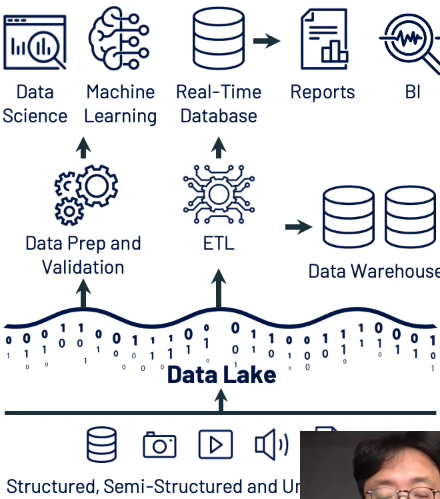 Data
Science
Machine
Learning
Real-Time
Database
Reports
BI
Data Prep and
Validation
ETL
Data Warehouse
Data Lake
Structured, Semi-Structured and